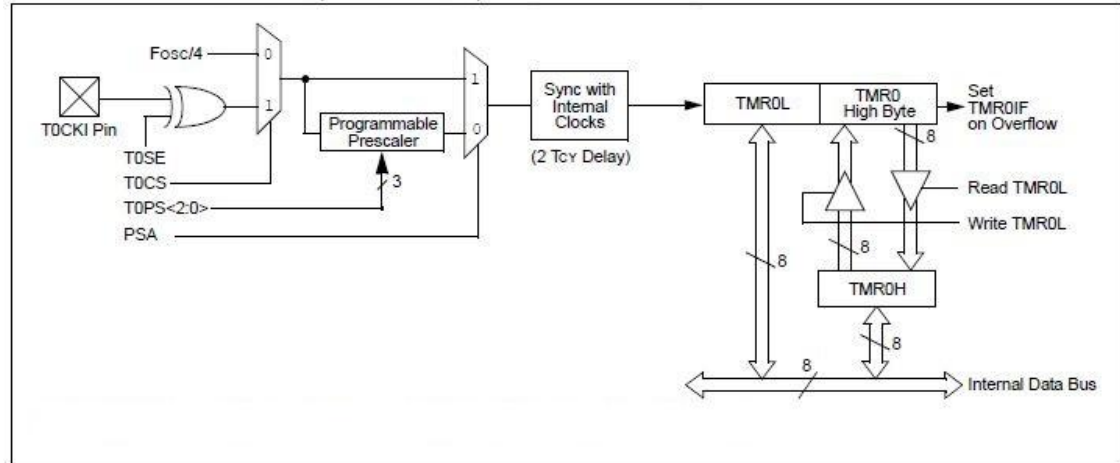 Fosc/4
0
1
T0CKI Pin
T0SE
T0CS
T0PS<2:0>
PSA
Programmable
Prescaler
3
1
0
Sync with
Internal
Clocks
(2 TCY Delay)
TMR0L
TMR0
High Byte
Set
TMR0IF
on Overflow
8
Read TMR0L
Write TMR0L
8
8
TMR0H
8
8
Internal Data Bus